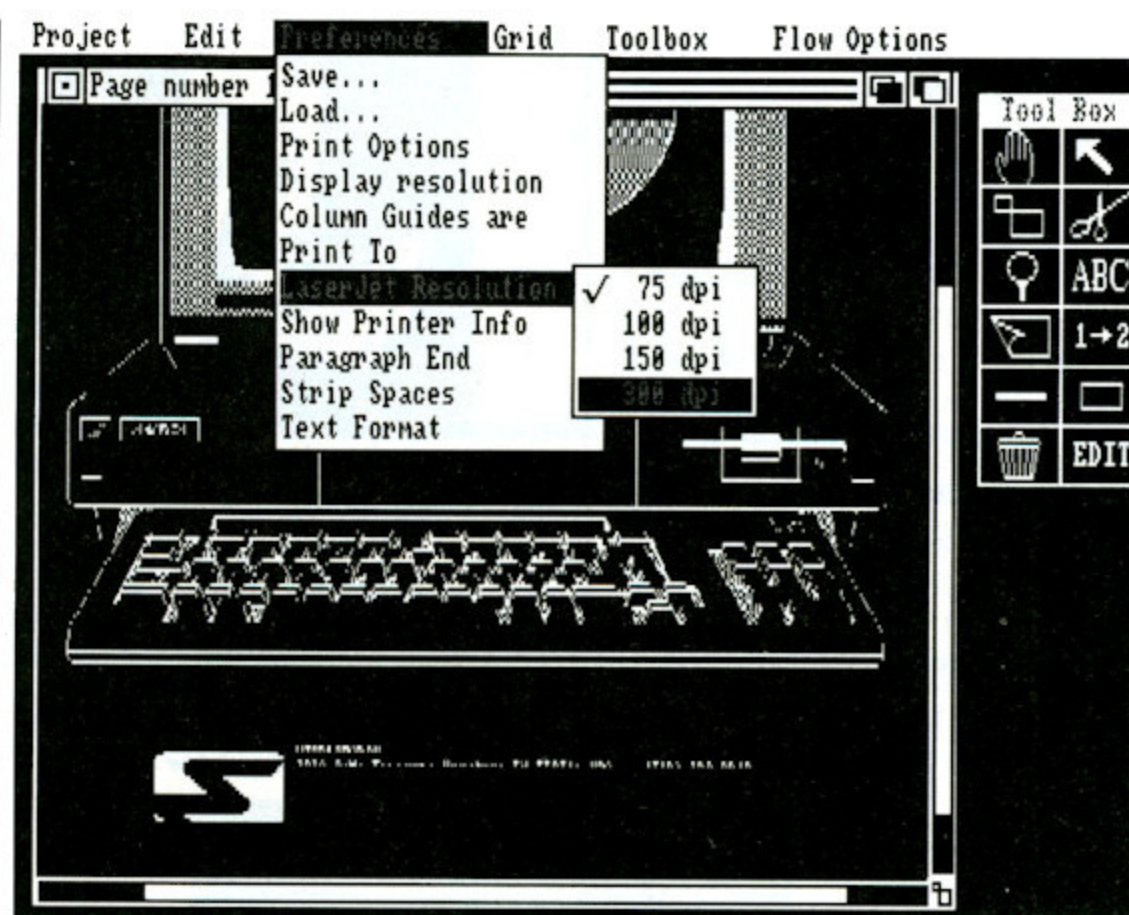 Project Edit Preferences Grid Toolbox Flow Options
Page number 1
Save...
Load...
Print Options
Display resolution
Column Guides are
Print To
LaserJet Resolution
√ 75 dpi
100 dpi
150 dpi
300 dpi
Show Printer Info
Paragraph End
Strip Spaces
Text Format
Tool Box
ABC
1→2
EDIT